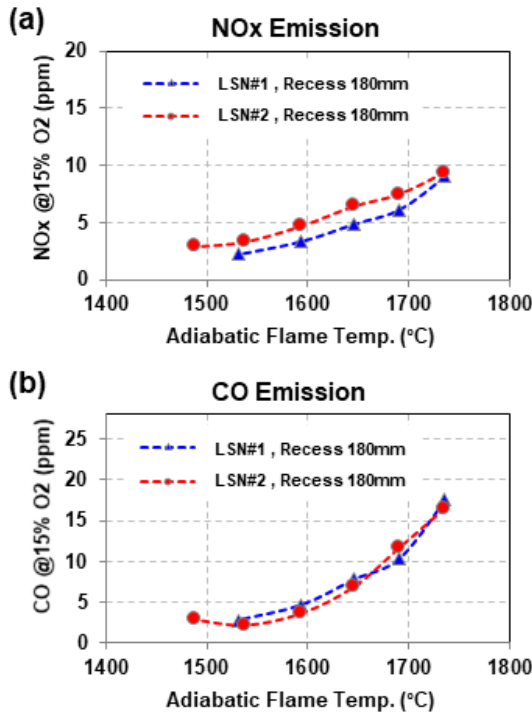 (a)
NOx Emission
NOx @15% O2 (ppm)
20
15
10
5
0
LSN#1 , Recess 180mm
LSN#2 , Recess 180mm
1400 1500 1600 1700 1800
Adiabatic Flame Temp. (°C)
(b)
CO Emission
CO @15% O2 (ppm)
25
20
15
10
5
0
LSN#1 , Recess 180mm
LSN#2 , Recess 180mm
1400 1500 1600 1700 1800
Adiabatic Flame Temp. (°C)